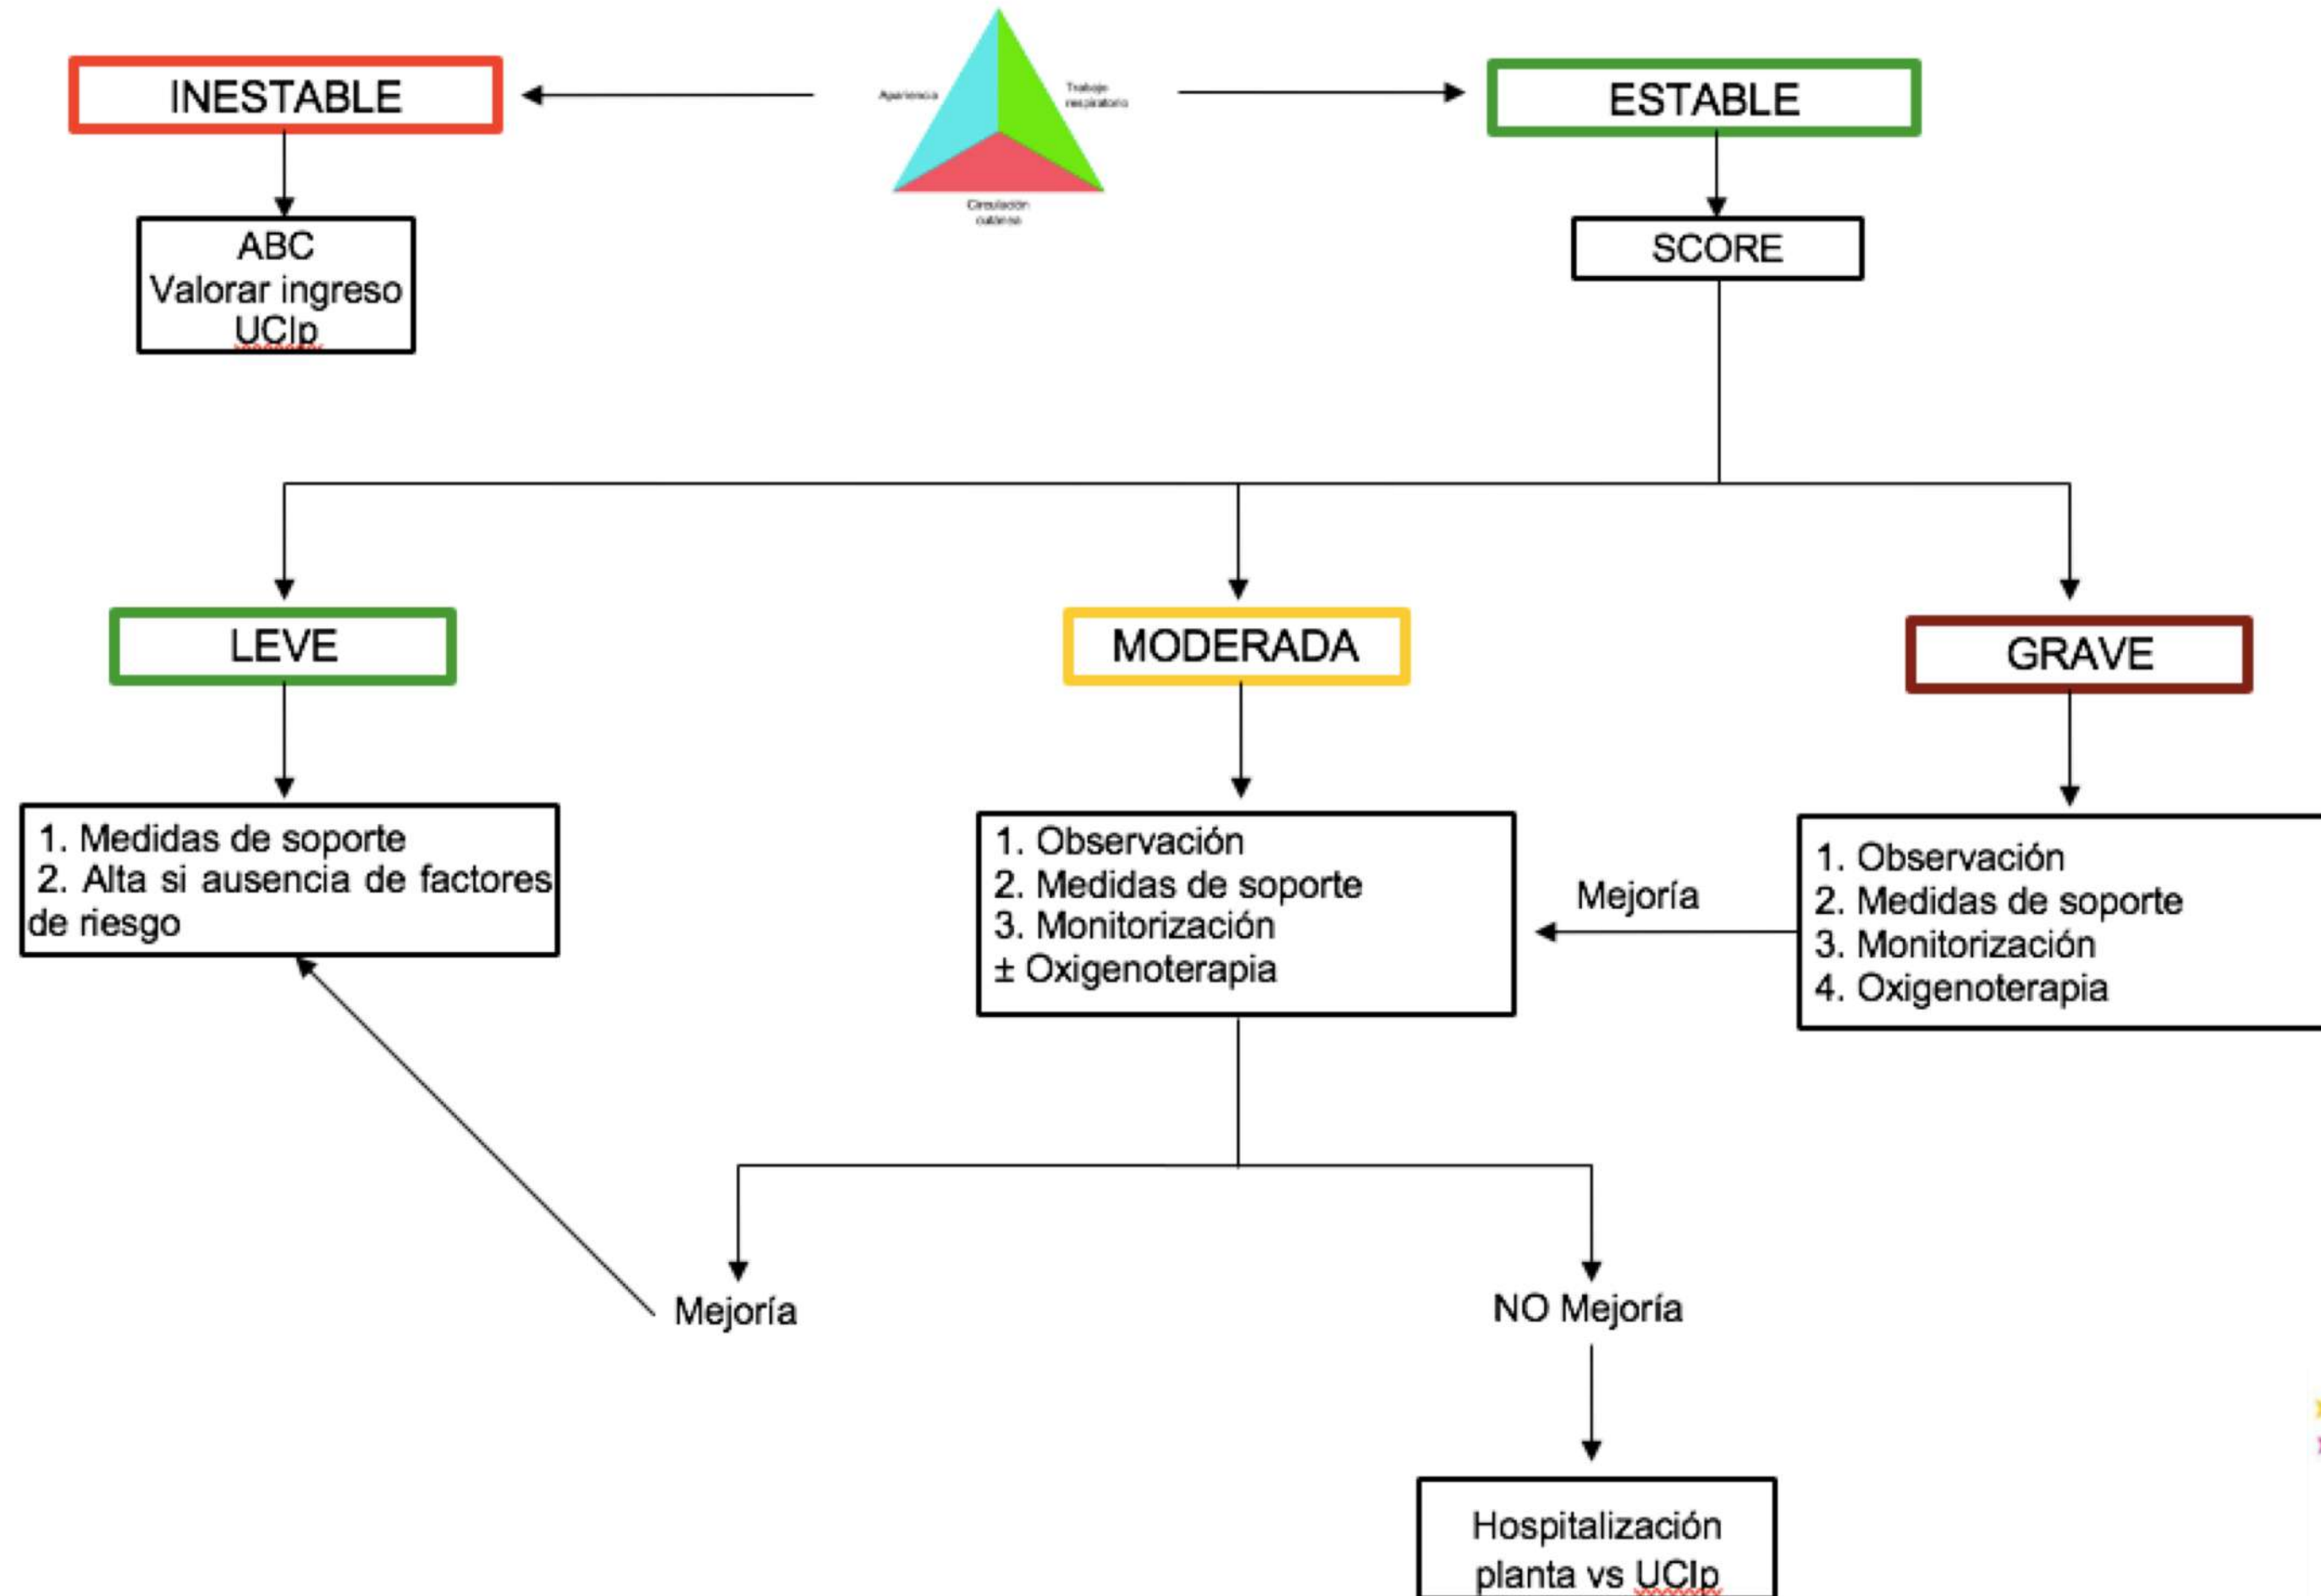 INESTABLE
Apariencia
Trabajo
respiratorio
Circulación
cutánea
ESTABLE
ABC
Valorar ingreso
UCIp
SCORE
LEVE
MODERADA
GRAVE
1. Medidas de soporte
2. Alta si ausencia de factores
de riesgo
1. Observación
2. Medidas de soporte
3. Monitorización
± Oxigenoterapia
Mejoría
1. Observación
2. Medidas de soporte
3. Monitorización
4. Oxigenoterapia
Mejoría
NO Mejoría
Hospitalización
planta vs UCIp